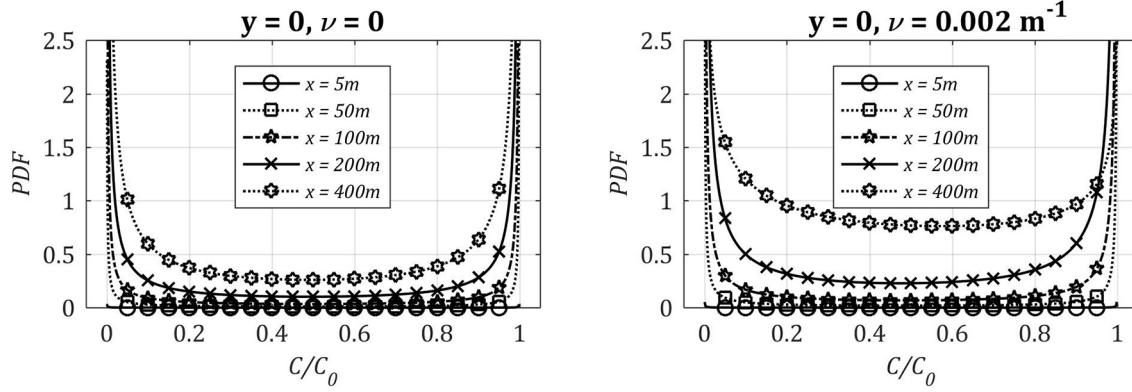 y = 0, ν = 0
2.5
2
1.5
1
0.5
0
PDF
x = 5m
x = 50m
x = 100m
x = 200m
x = 400m
0 0.2 0.4 0.6 0.8 1
C/C₀
y = 0, ν = 0.002 m⁻¹
2.5
2
1.5
1
0.5
0
PDF
x = 5m
x = 50m
x = 100m
x = 200m
x = 400m
0 0.2 0.4 0.6 0.8 1
C/C₀